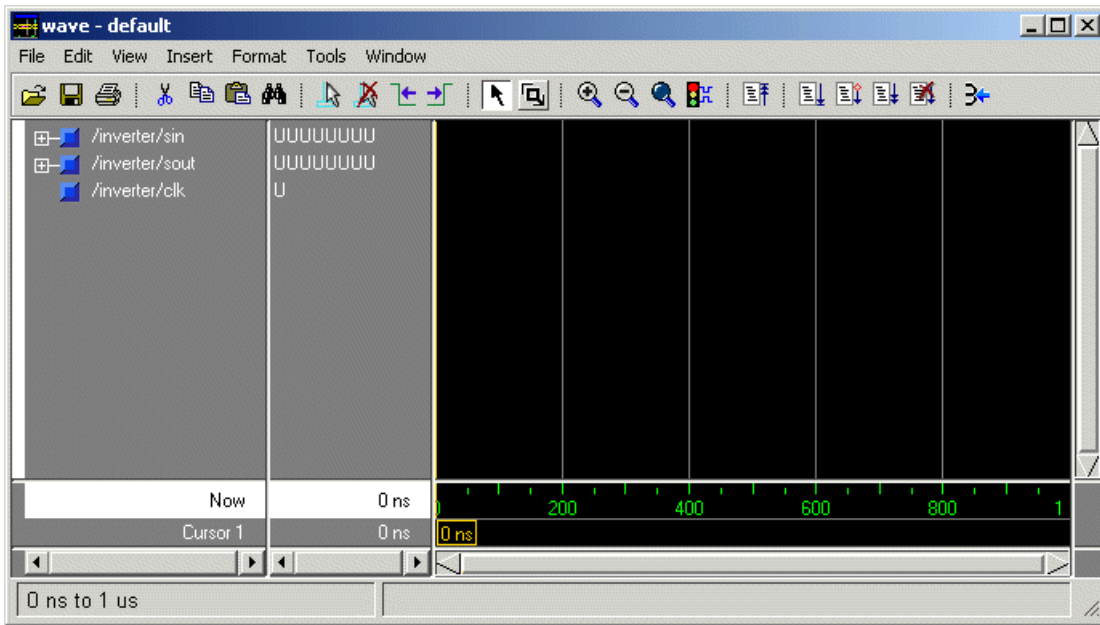 wave - default
File Edit View Insert Format Tools Window
/inverter/sin UUUUUUUU
/inverter/sout UUUUUUUU
/inverter/clk U
Now 0 ns 200 400 600 800 1
Cursor 1 0 ns 0 ns
0 ns to 1 us